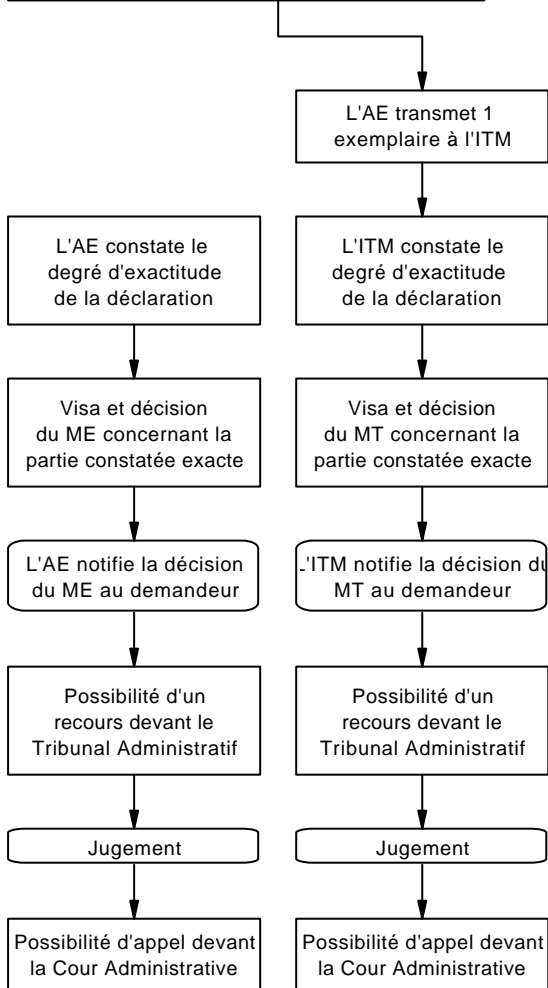 L'AE transmet 1
exemplaire à l'ITM
L'AE constate le
degré d'exactitude
de la déclaration
L'ITM constate le
degré d'exactitude
de la déclaration
Visa et décision
du ME concernant la
partie constatée exacte
Visa et décision
du MT concernant la
partie constatée exacte
L'AE notifie la décision
du ME au demandeur
L'ITM notifie la décision du
MT au demandeur
Possibilité d'un
recours devant le
Tribunal Administratif
Possibilité d'un
recours devant le
Tribunal Administratif
Jugement
Jugement
Possibilité d'appel devant
la Cour Administrative
Possibilité d'appel devant
la Cour Administrative